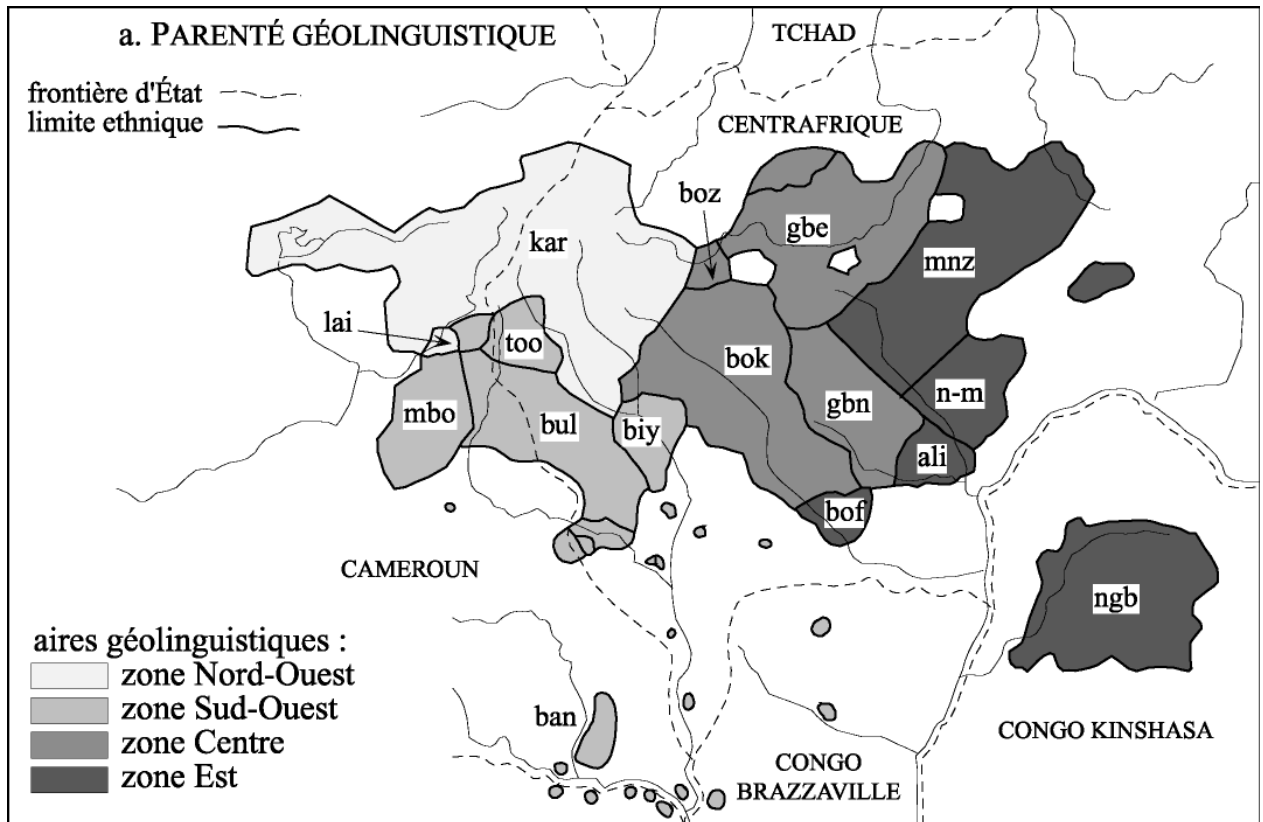 a. PARENTÉ GÉOLINGUISTIQUE
TCHAD
frontière d'État
limite ethnique
CENTRAFRIQUE
boz
gbe
kar
mnz
lai
too
bok
mbo
bul
biy
gbn
n-m
ali
bof
CAMEROUN
ngb
aires géolinguistiques :
zone Nord-Ouest
zone Sud-Ouest
zone Centre
zone Est
ban
CONGO KINSHASA
CONGO
BRAZZAVILLE